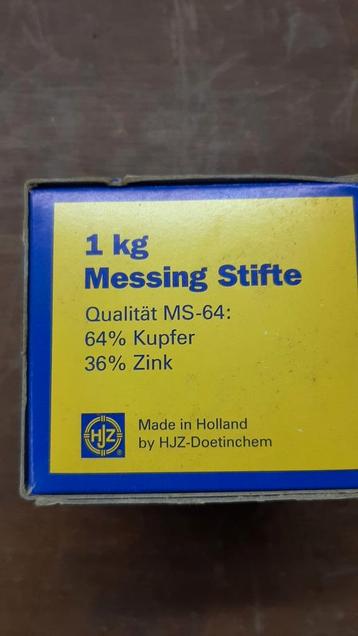 1 kg
Messing Stifte
Qualität MS-64:
64% Kupfer
36% Zink
HJZ
®
Made in Holland
by HJZ-Doetinchem